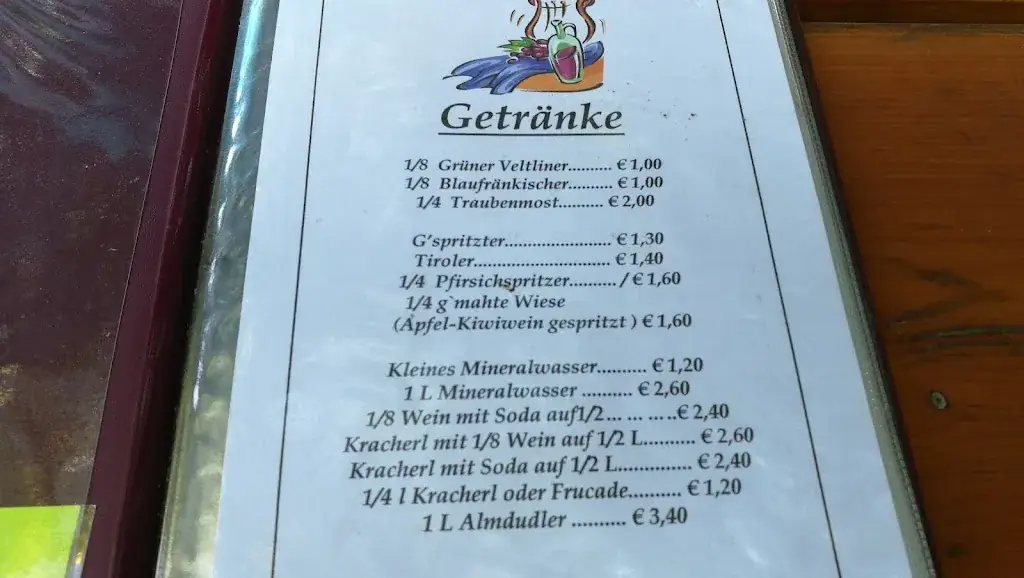 Getränke
1/8 Grüner Veltliner.......... € 1,00
1/8 Blaufränkischer.......... € 1,00
1/4 Traubenmost.......... € 2,00
G'spritzter........................ € 1,30
Tiroler............................... € 1,40
1/4 Pfirsichspritzer........../ € 1,60
1/4 g`mahte Wiese
(Apfel-Kiwiwein gespritzt ) € 1,60
Kleines Mineralwasser.......... € 1,20
1 L Mineralwasser .......... € 2,60
1/8 Wein mit Soda auf1/2... ... ... ..€ 2,40
Kracherl mit 1/8 Wein auf 1/2 L.......... € 2,60
Kracherl mit Soda auf 1/2 L.............. € 2,40
1/4 l Kracherl oder Frucade.......... € 1,20
1 L Almdudler .......... € 3,40